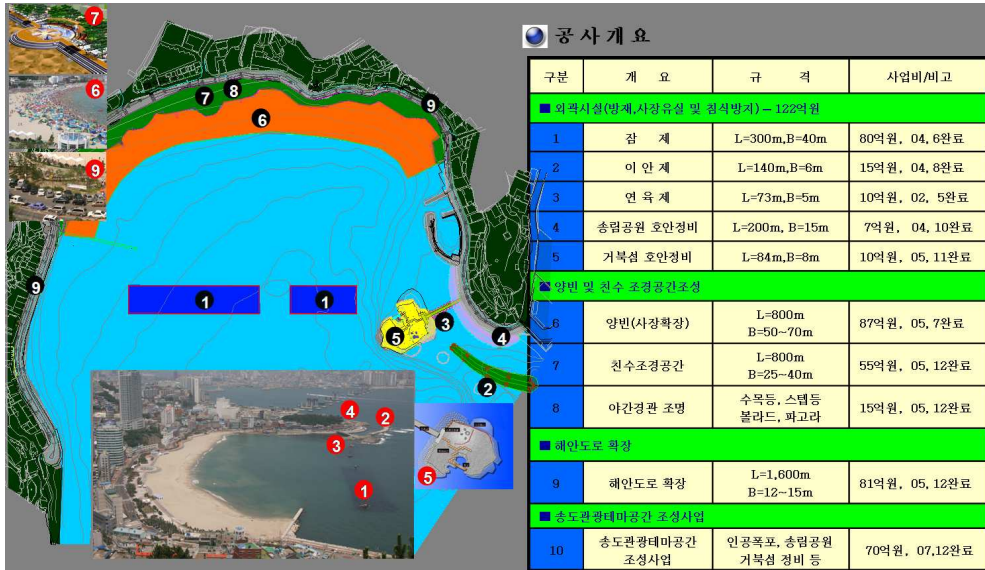 공 사 개 요
구분 개 요 규 격 사업비/비고
■ 외곽시설(방재,사장유실 및 침식방지) – 122억원
1 잠 제 L=300m,B=40m 80억원, 04, 6완료
2 이 안 제 L=140m,B=6m 15억원, 04, 8완료
3 연 육 제 L=73m,B=5m 10억원, 02, 5완료
4 송림공원 호안정비 L=200m, B=15m 7억원, 04, 10완료
5 거북섬 호안정비 L=84m,B=8m 10억원, 05, 11완료
■ 양빈 및 친수 조경공간조성
6 양빈(사장확장) L=800m
B=50~70m 87억원, 05, 7완료
7 친수조경공간 L=800m
B=25~40m 55억원, 05, 12완료
8 야간경관 조명 수목등, 스텝등
볼라드, 파고라 15억원, 05, 12완료
■ 해안도로 확장
9 해안도로 확장 L=1,600m
B=12~15m 81억원, 05, 12완료
■ 송도관광테마공간 조성사업
10 송도관광테마공간
조성사업 인공폭포, 송림공원
거북섬 정비 등 70억원, 07,12완료
7
6
9
7
8
9
6
9
1
1
5
3
4
2
4
2
3
1
5